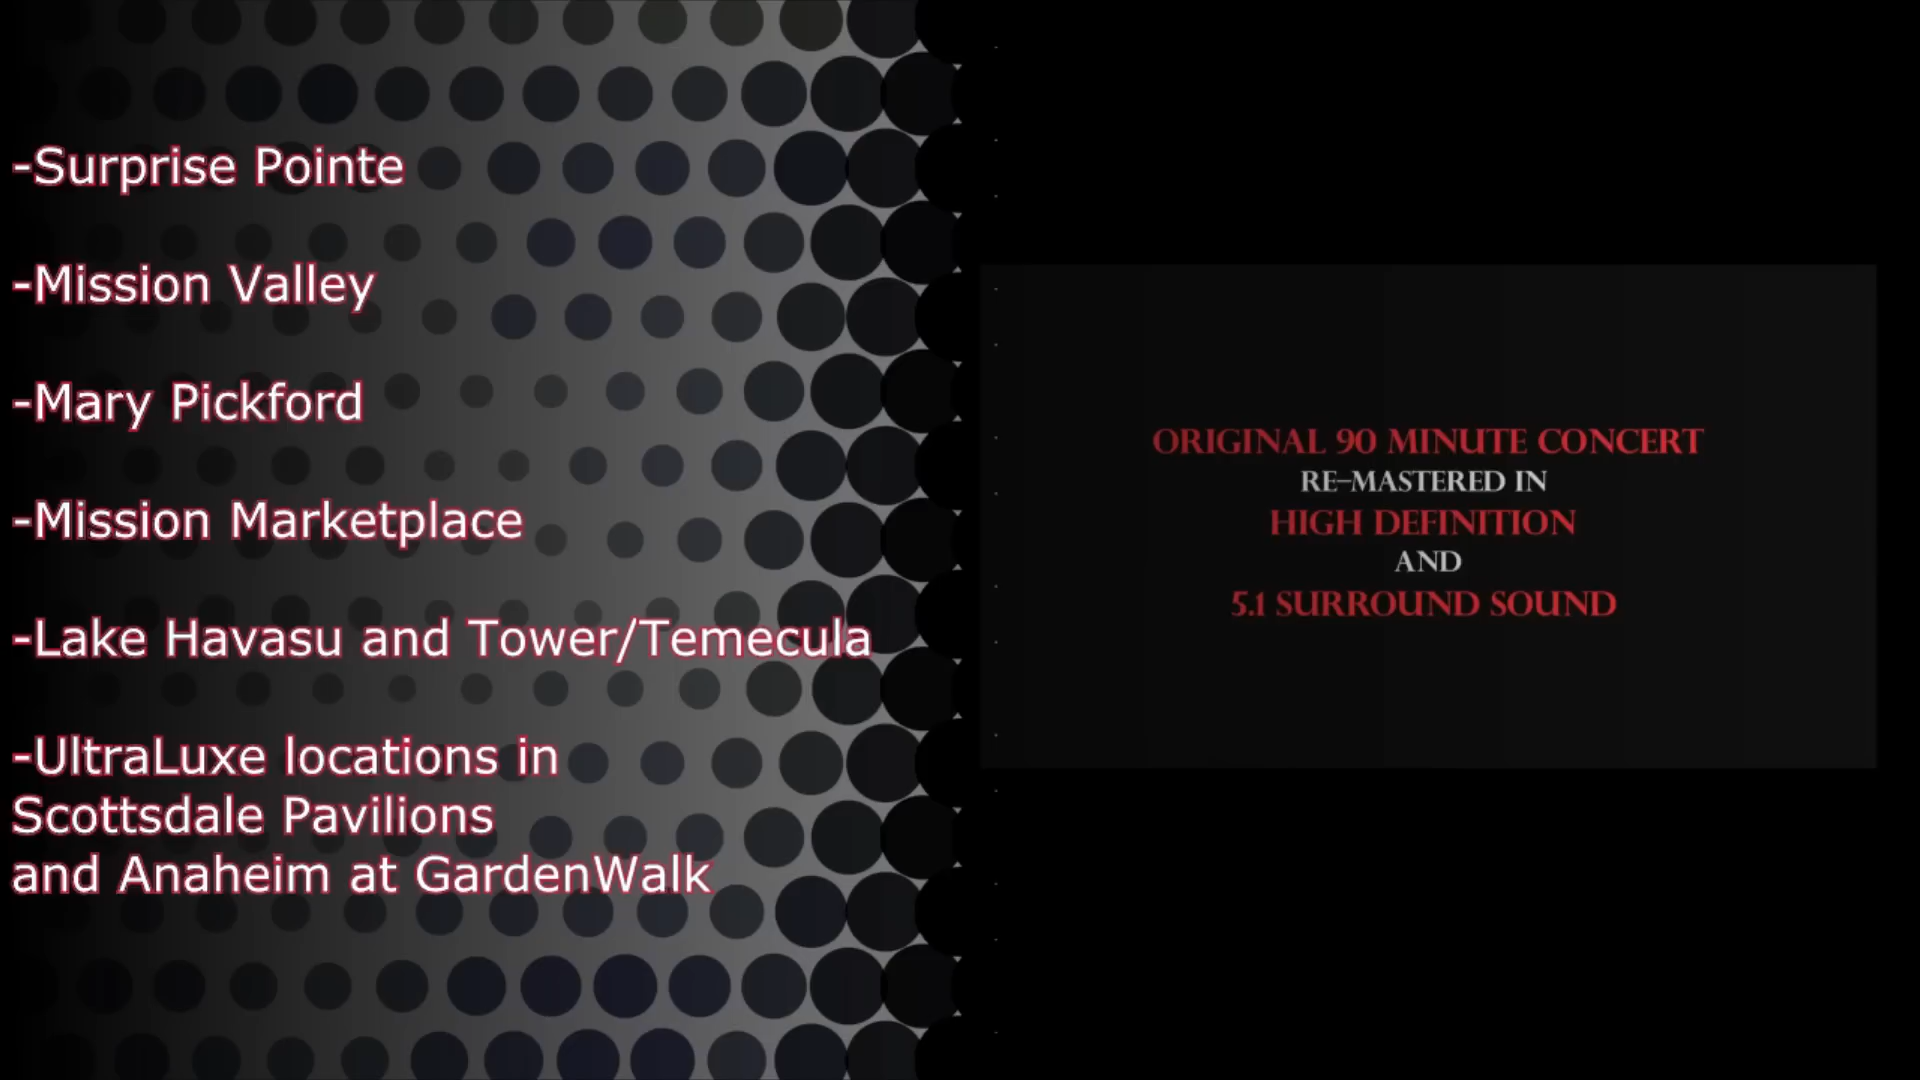 -Surprise Pointe
-Mission Valley
-Mary Pickford
-Mission Marketplace
-Lake Havasu and Tower/Temecula
-UltraLuxe locations in
Scottsdale Pavilions
and Anaheim at GardenWalk
ORIGINAL 90 MINUTE CONCERT
RE-MASTERED IN
HIGH DEFINITION
AND
5.1 SURROUND SOUND